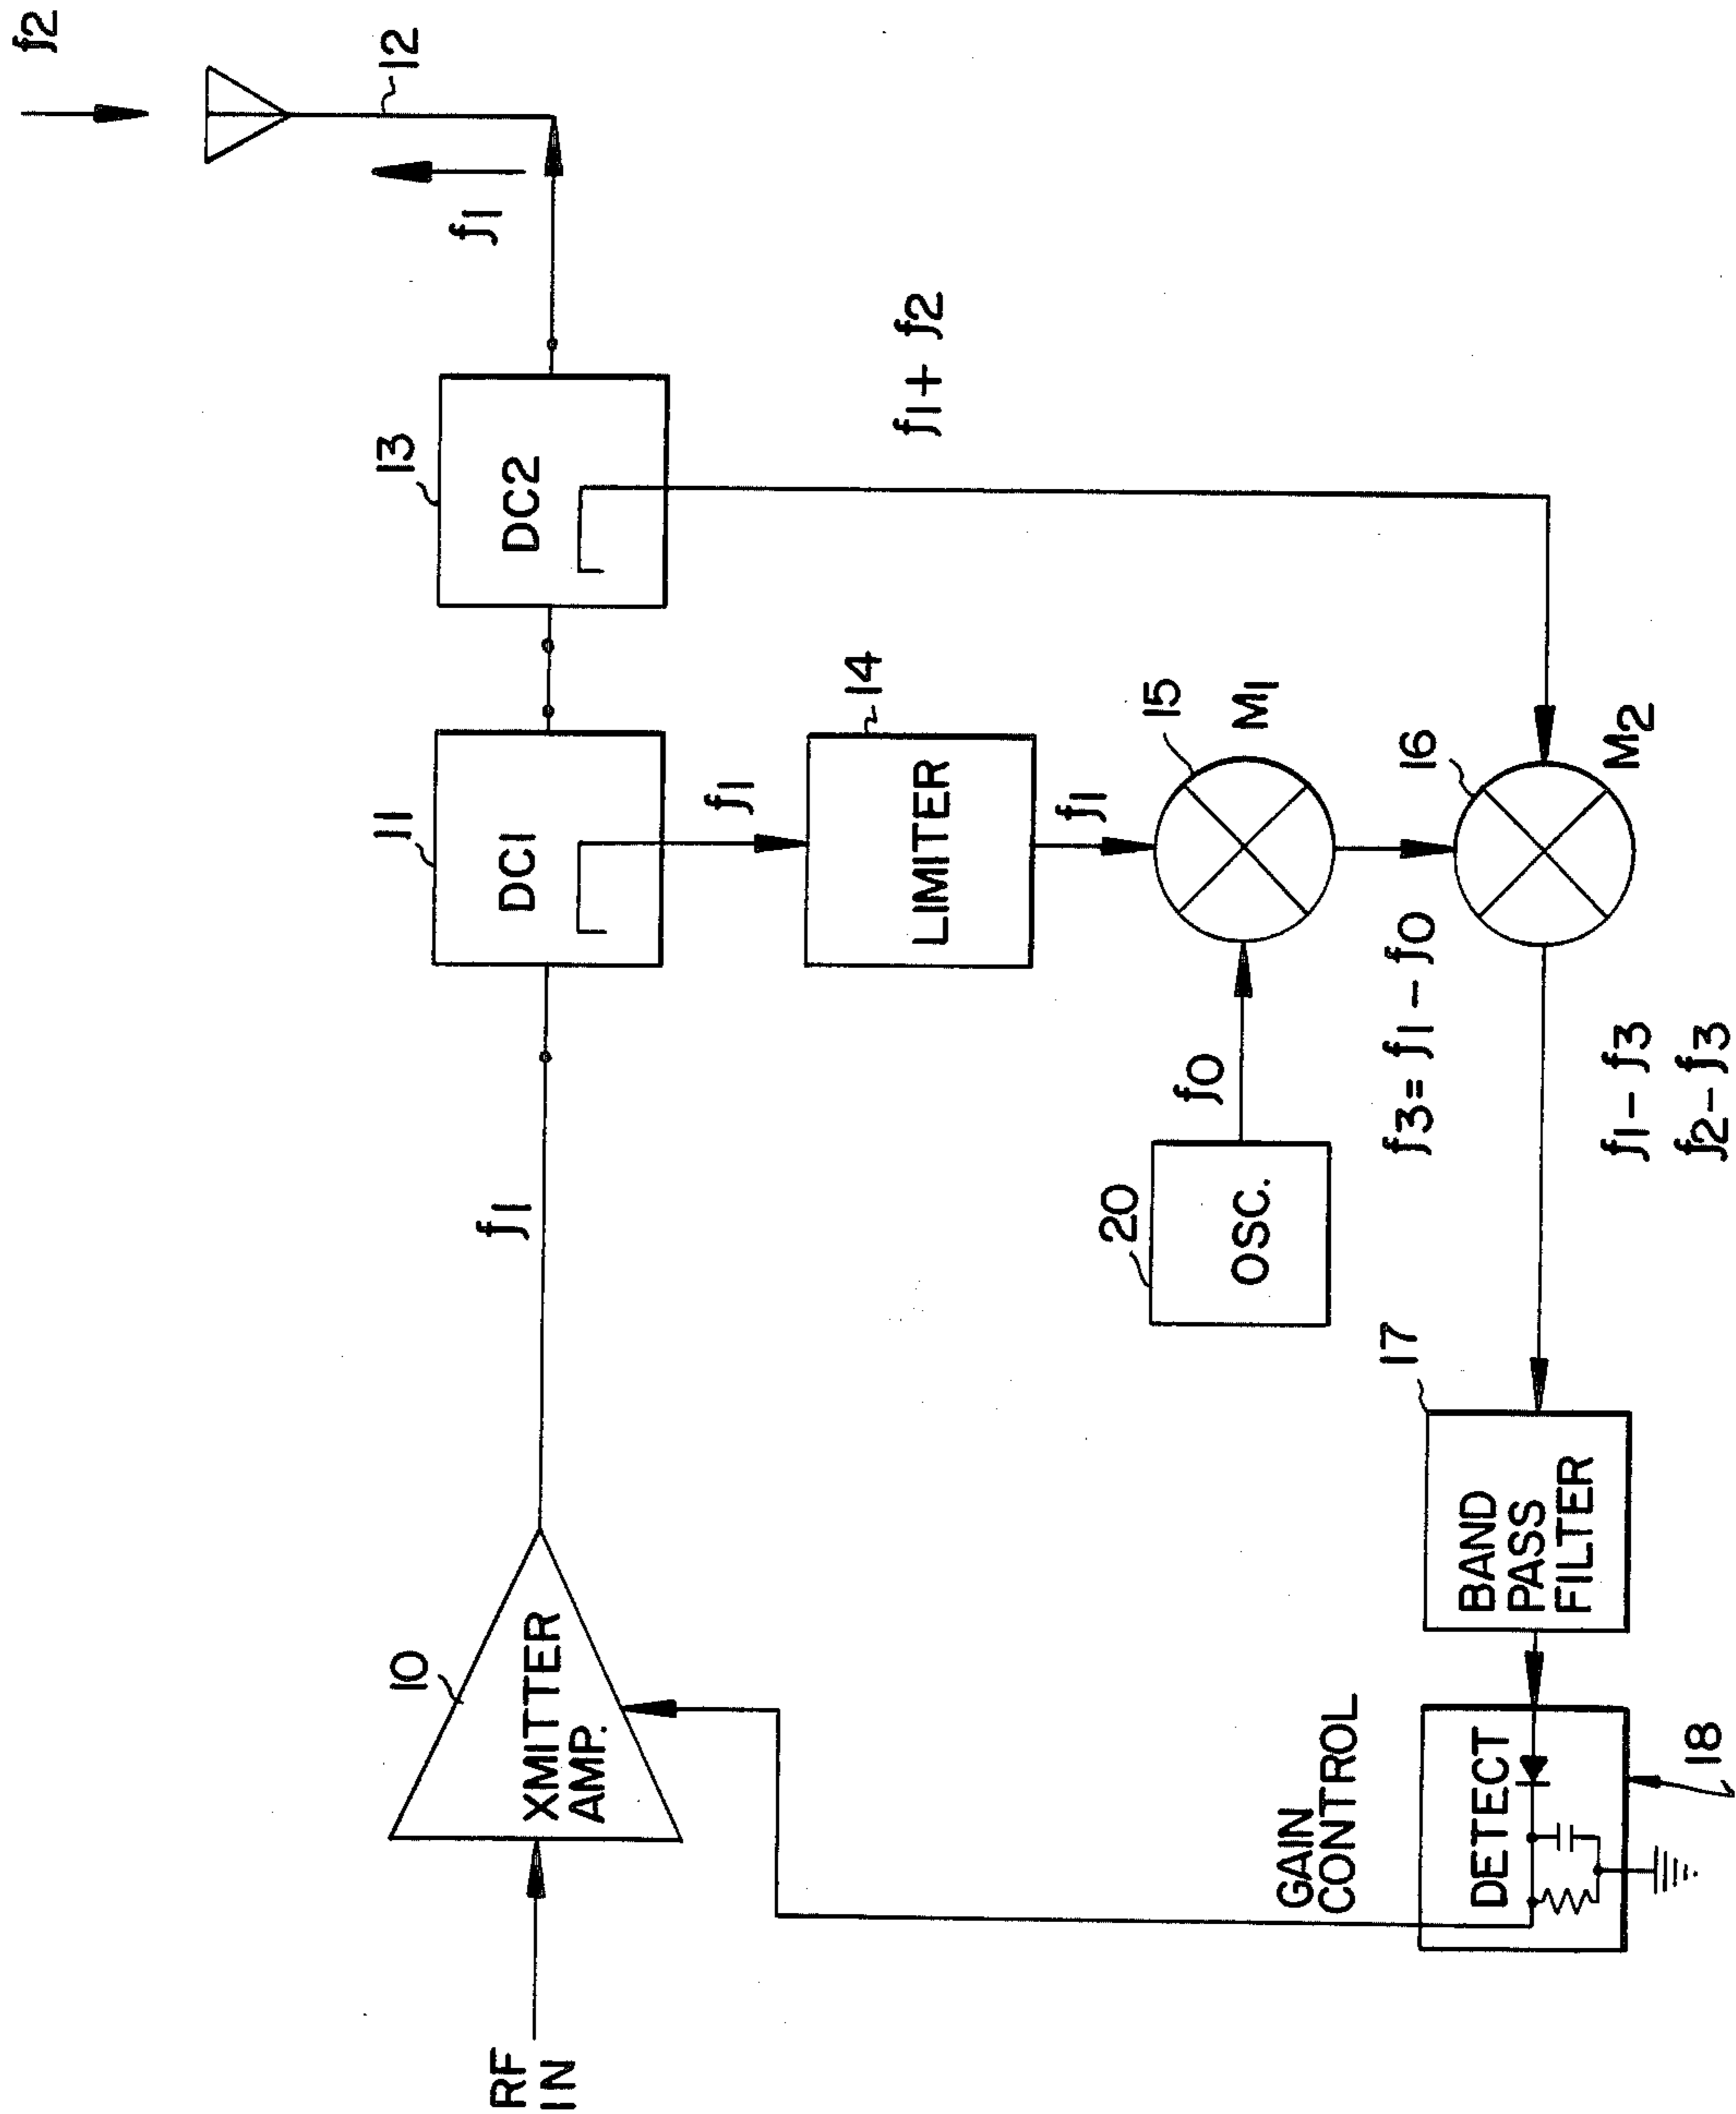 f2
12
f1
13
DC2
f1 + f2
11
DC1
f1
14
LIMITER
f1
15
M1
16
M2
f1
10
XMITTER
AMP.
RF
IN
20
OSC.
f0
f3 = f1 - f0
f1 - f3
f2 - f3
17
BAND
PASS
FILTER
GAIN
CONTROL
DETECT
18